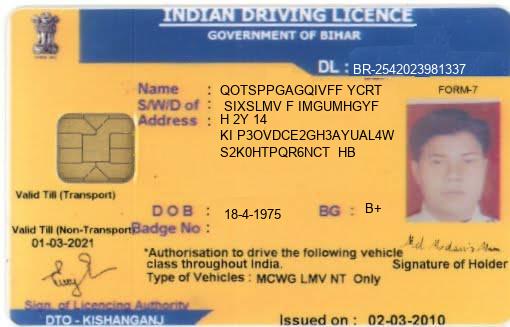 INDIAN DRIVING LICENCE
GOVERNMENT OF BIHAR
DL : BR-2542023981337
Name : QOTSPPGAGQIVFF YCRT FORM-7
S/W/D of : SIXSLMV F IMGUMHGYF
Address : H 2Y 14
KI P3OVDCE2GH3AYUAL4W
S2K0HTPQR6NCT HB
Valid Till (Transport)
D O B : 18-4-1975 BG : B+
Valid Till (Non-Transport) Badge No :
01-03-2021
*Authorisation to drive the following vehicle
class throughout India.
Signature of Holder
Type of Vehicles : MCWG LMV NT Only
Sign. of Licencing Authority
DTO - KISHANGANJ
Issued on : 02-03-2010